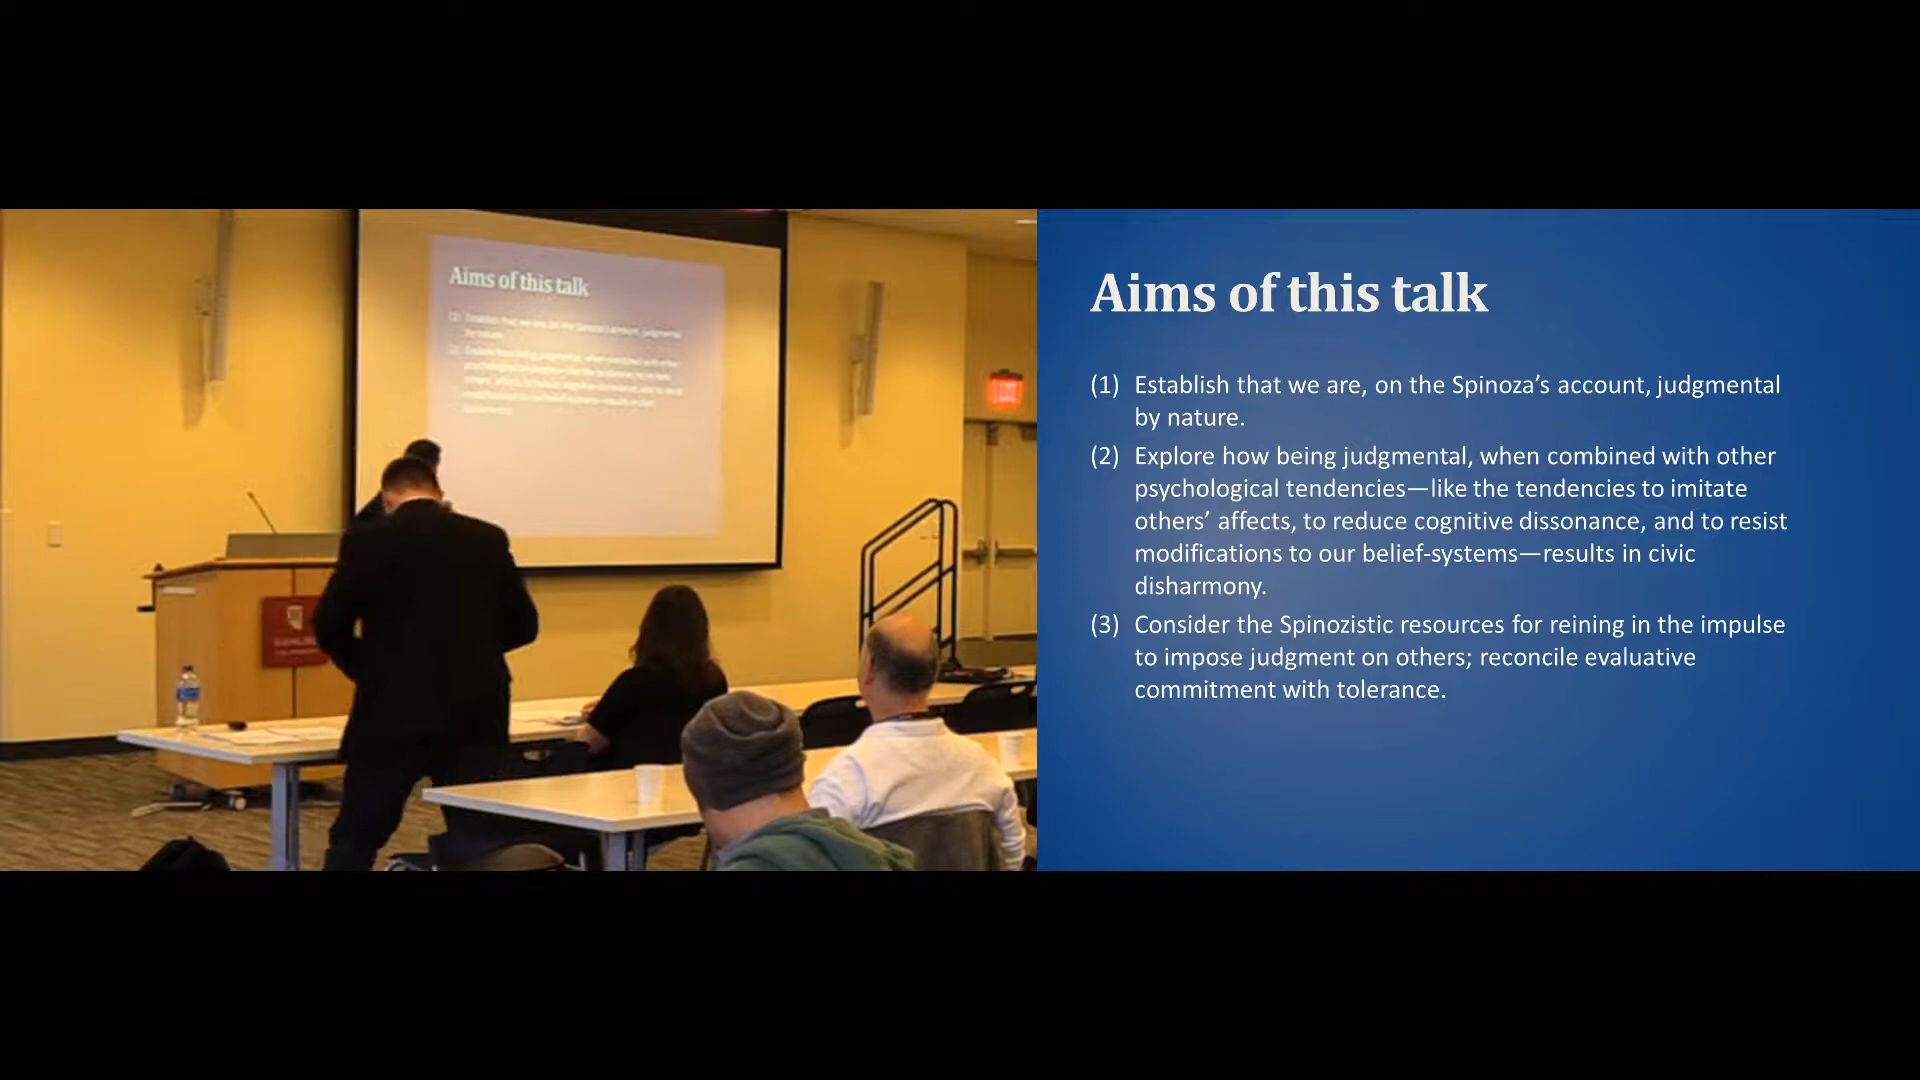 Aims of this talk
Aims of this talk
(1) Establish that we are, on the Spinoza’s account, judgmental
by nature.
(2) Explore how being judgmental, when combined with other
psychological tendencies—like the tendencies to imitate
others’ affects, to reduce cognitive dissonance, and to resist
modifications to our belief-systems—results in civic
disharmony.
(3) Consider the Spinozistic resources for reining in the impulse
to impose judgment on others; reconcile evaluative
commitment with tolerance.